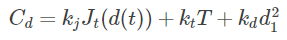 C_d = k_j J_t(d(t)) + k_t T + k_d d_1^2